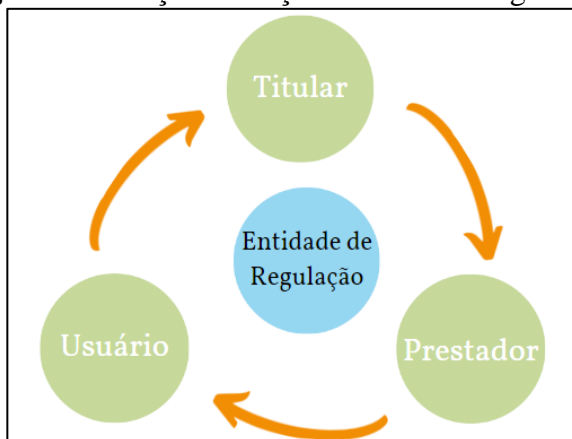 Titular
Entidade de
Regulação
Usuário
Prestador